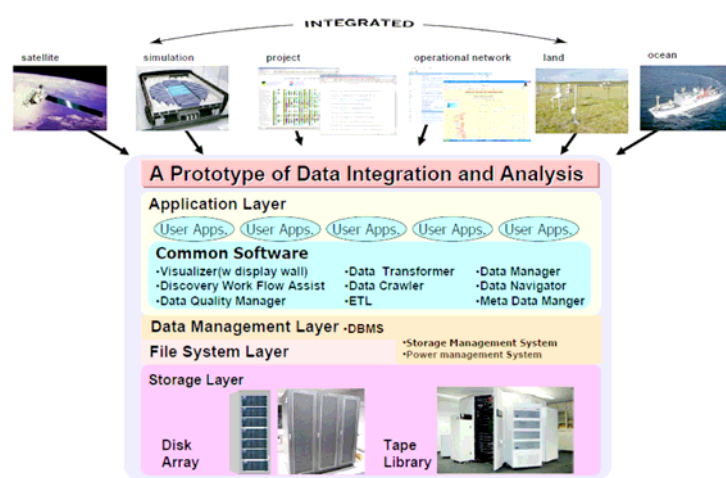 INTEGRATED
satellite
simulation
project
operational network
land
ocean
A Prototype of Data Integration and Analysis
Application Layer
User Apps.
User Apps.
User Apps.
User Apps.
User Apps.
Common Software
•Visualizer(w display wall)
•Data Transformer
•Data Manager
•Discovery Work Flow Assist
•Data Crawler
•Data Navigator
•Data Quality Manager
•ETL
•Meta Data Manger
Data Management Layer •DBMS
•Storage Management System
File System Layer
•Power management System
Storage Layer
Disk
Array
Tape
Library